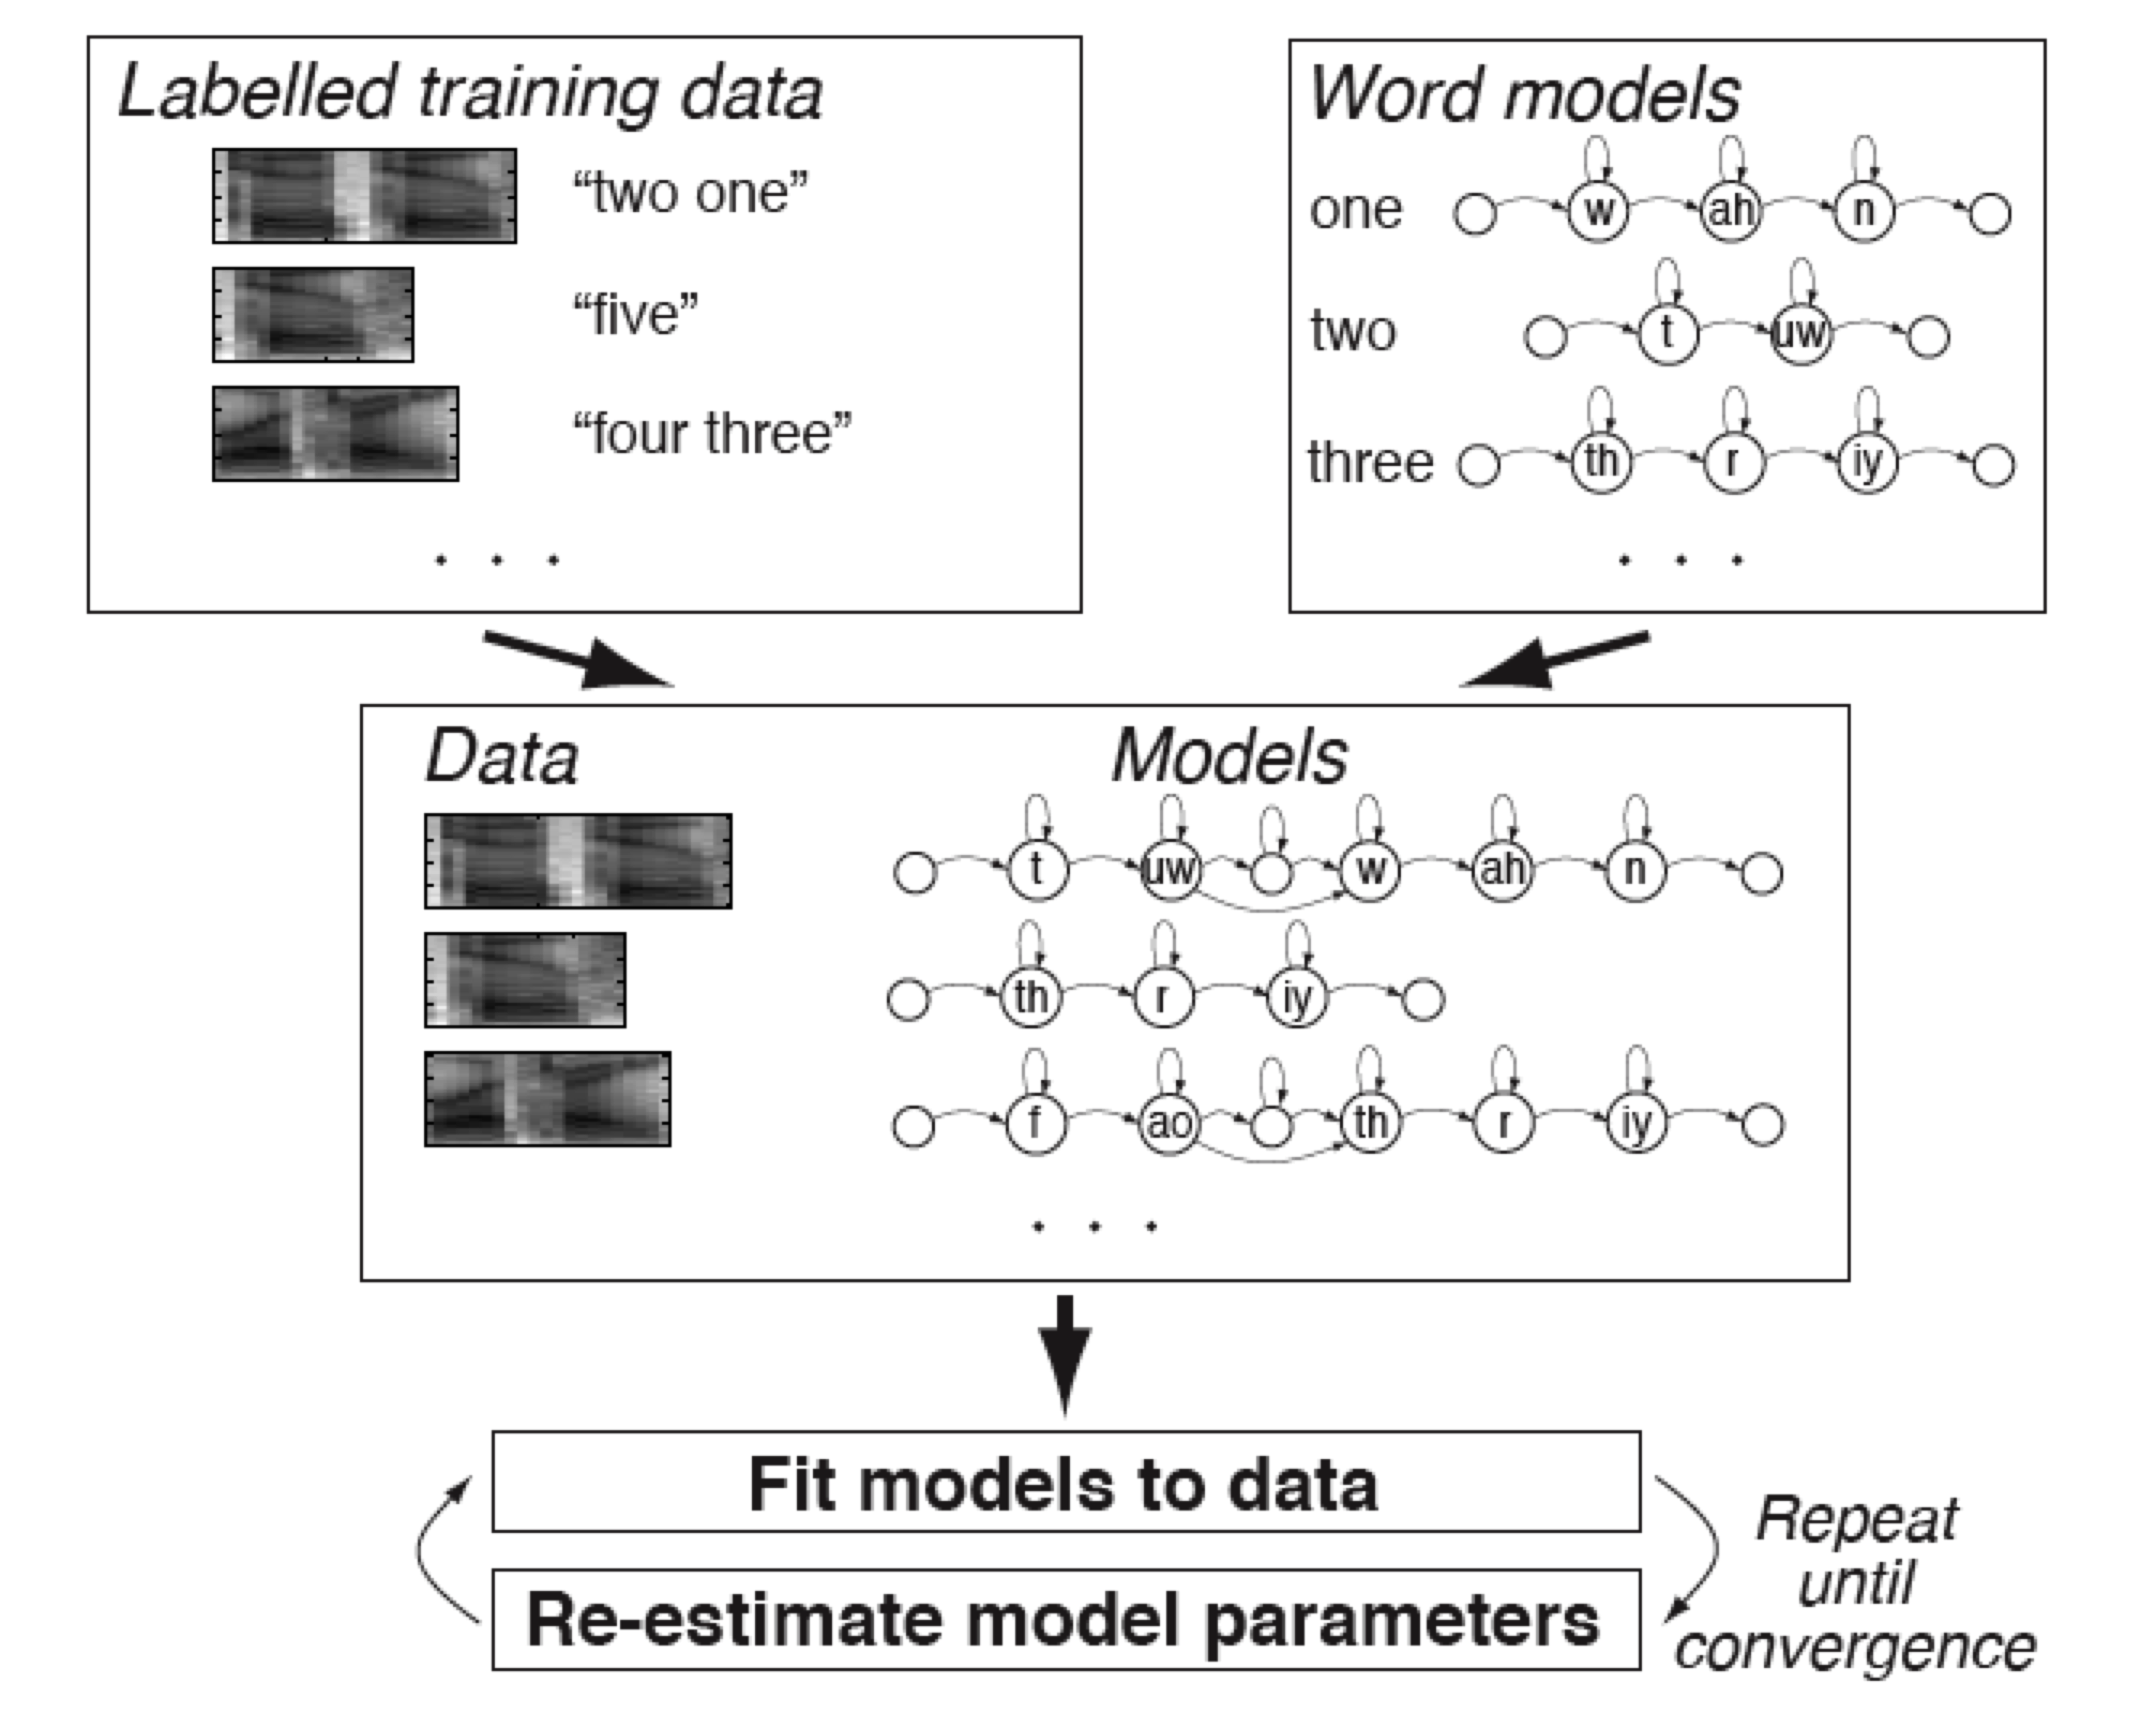 Labelled training data
“two one”
“five”
“four three”
. . .
Word models
one w ah n
two t uw
three th r iy
. . .
Data
Models
t uw w ah n
th r iy
f ao th r iy
. . .
Fit models to data
Re-estimate model parameters
Repeat
until
convergence